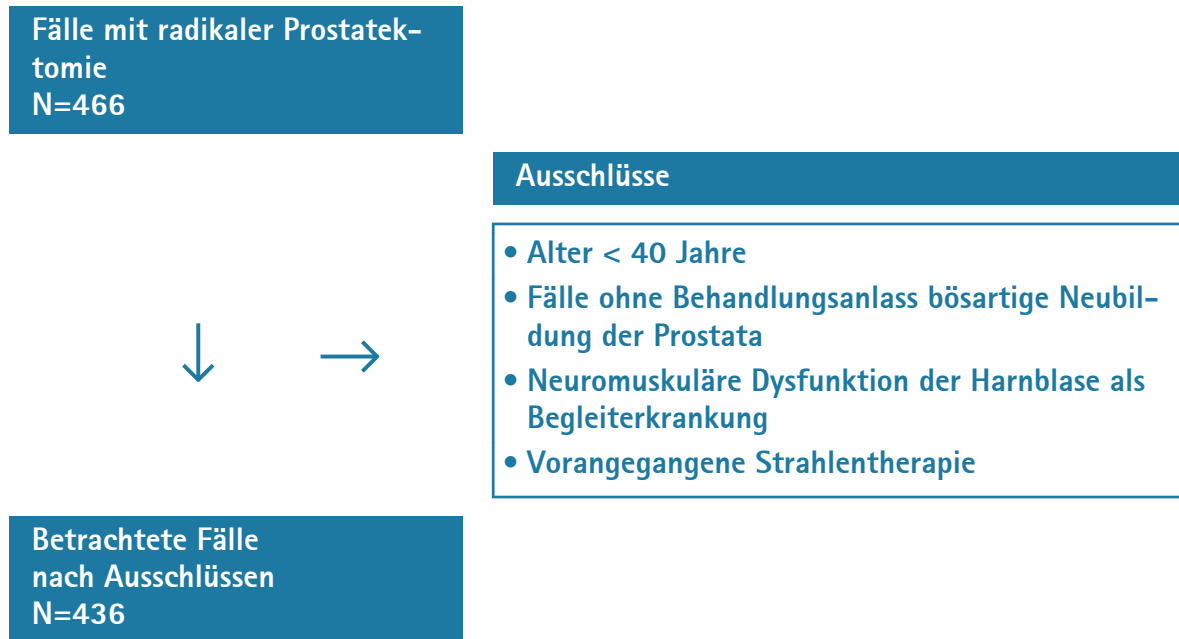 Fälle mit radikaler Prostatek-
tomie
N=466
Ausschlüsse
• Alter < 40 Jahre
• Fälle ohne Behandlungsanlass bösartige Neubil-
dung der Prostata
• Neuromuskuläre Dysfunktion der Harnblase als
Begleiterkrankung
• Vorangegangene Strahlentherapie
Betrachtete Fälle
nach Ausschlüssen
N=436